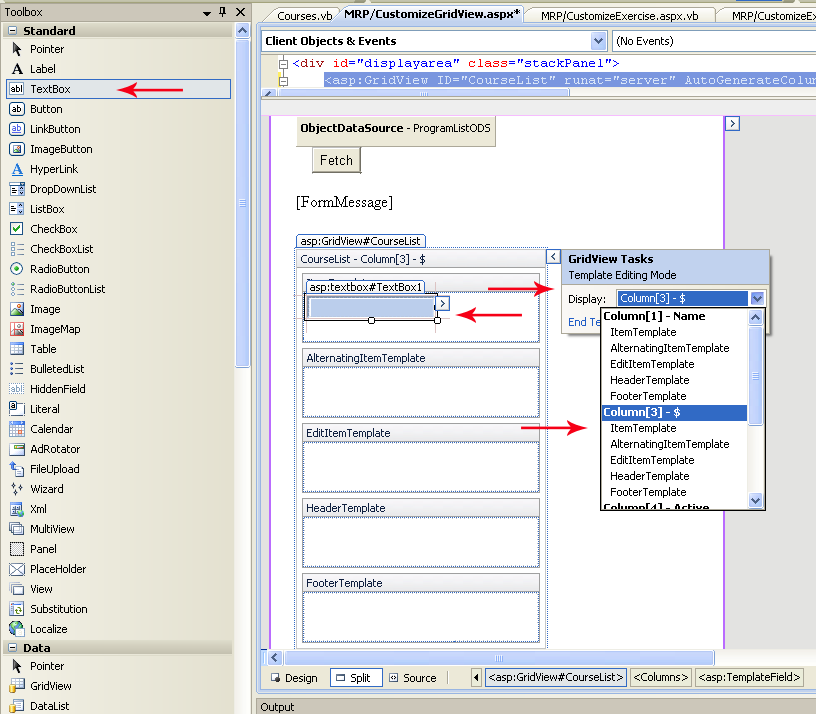 Toolbox
Standard
Pointer
Label
TextBox
Button
LinkButton
ImageButton
HyperLink
DropDownList
ListBox
CheckBox
CheckBoxList
RadioButton
RadioButtonList
Image
ImageMap
Table
BulletedList
HiddenField
Literal
Calendar
AdRotator
FileUpload
Wizard
Xml
MultiView
Panel
PlaceHolder
View
Substitution
Localize
Data
Pointer
GridView
DataList
Courses.vb
MRP/CustomizeGridView.aspx*
MRP/CustomizeExercise.aspx.vb
MRP/CustomizeEx
Client Objects & Events
(No Events)
<div id="displayarea" class="stackPanel">
<asp:GridView ID="CourseList" runat="server" AutoGenerateColumn
ObjectDataSource - ProgramListODS
Fetch
[FormMessage]
asp:GridView#CourseList
CourseList - Column[3] - $
asp:textbox#TextBox1
AlternatingItemTemplate
EditItemTemplate
HeaderTemplate
FooterTemplate
GridView Tasks
Template Editing Mode
Display: Column[3] - $
End Te
Column[1] - Name
ItemTemplate
AlternatingItemTemplate
EditItemTemplate
HeaderTemplate
FooterTemplate
Column[3] - $
ItemTemplate
AlternatingItemTemplate
EditItemTemplate
HeaderTemplate
FooterTemplate
Column[4] - Active
Design Split Source <asp:GridView#CourseList> <Columns> <asp:TemplateField>
Output